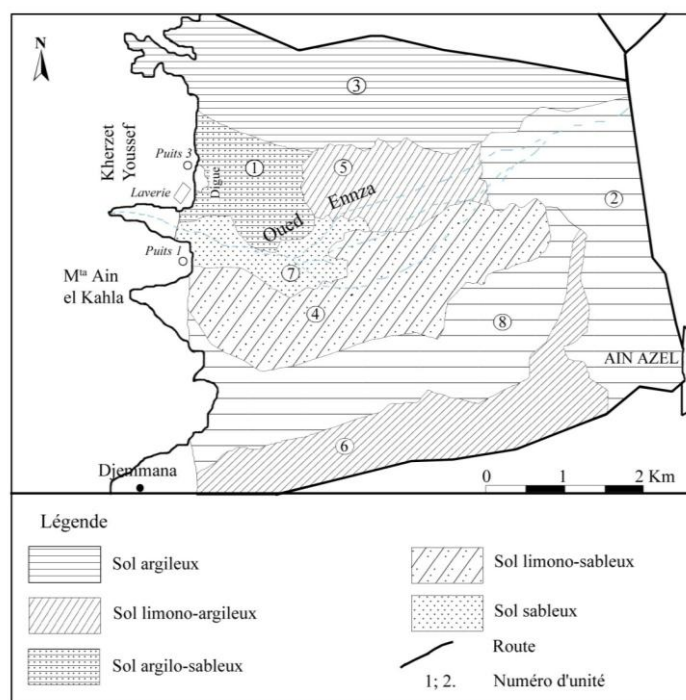 N
3
Kherzet
Youssef
Puits 3
1
5
Digue
Laverie
Oued Ennza
2
Puits 1
7
Mta Ain
el Kahla
4
8
AIN AZEL
6
Djemmana
0 1 2 Km
Légende
Sol argileux
Sol limono-argileux
Sol argilo-sableux
Sol limono-sableux
Sol sableux
Route
1; 2. Numéro d'unité